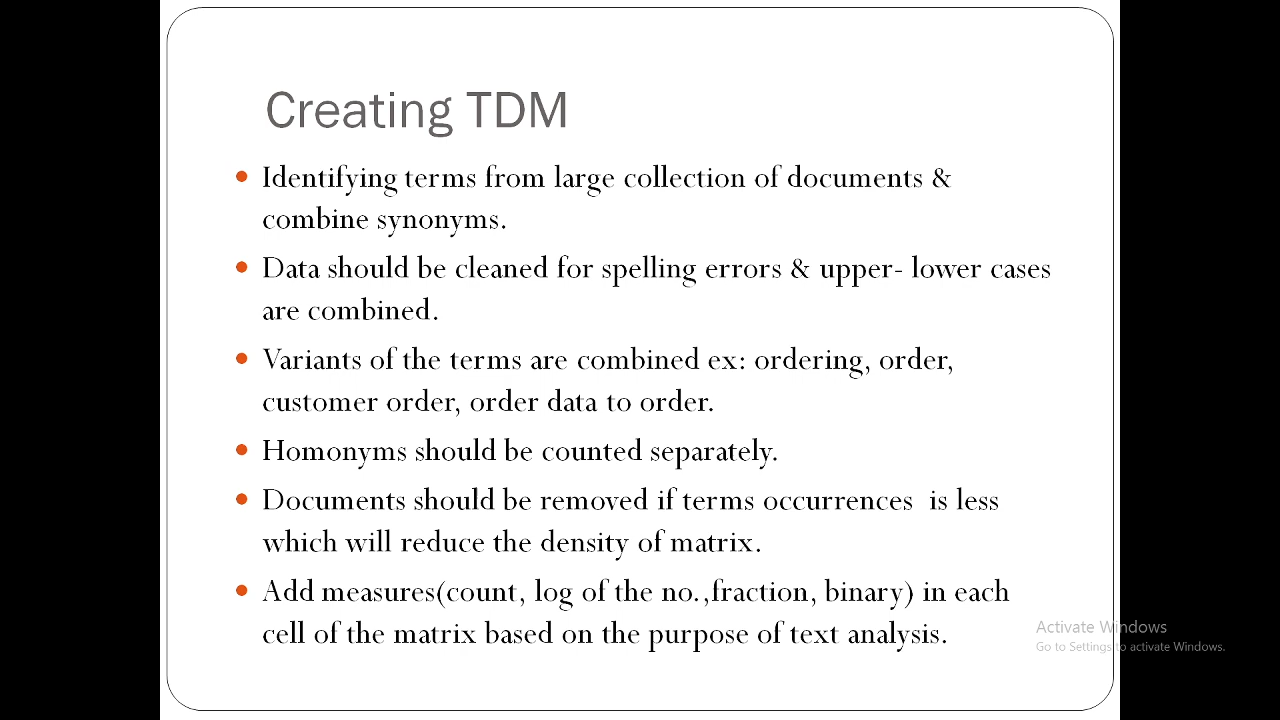 Creating TDM
Identifying terms from large collection of documents &
combine synonyms.
Data should be cleaned for spelling errors & upper- lower cases
are combined.
Variants of the terms are combined ex: ordering, order,
customer order, order data to order.
Homonyms should be counted separately.
Documents should be removed if terms occurrences  is less
which will reduce the density of matrix.
Add measures(count, log of the no.,fraction, binary) in each
cell of the matrix based on the purpose of text analysis.
Activate Windows
Go to Settings to activate Windows.